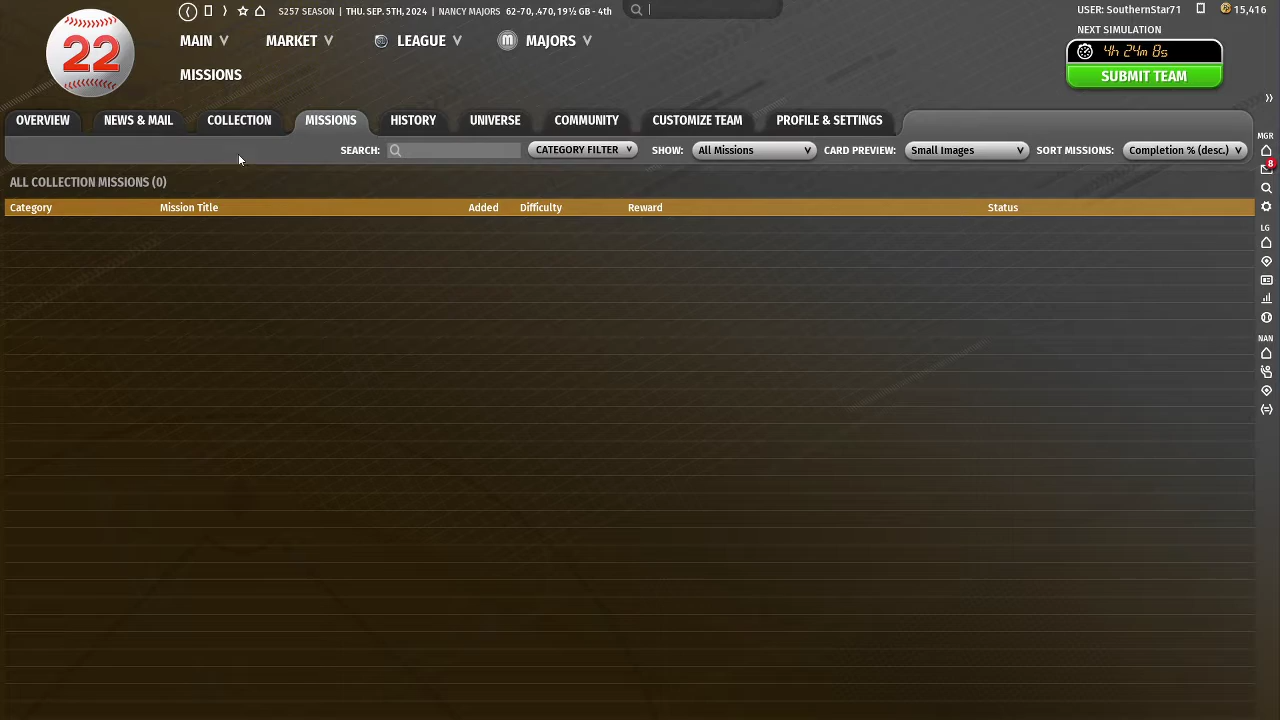 S257 SEASON | THU. SEP. 5TH, 2024 | NANCY MAJORS 62-70, .470, 19½ GB - 4th
USER: SouthernStar71
15,416
22
MAIN
MARKET
LEAGUE
MAJORS
NEXT SIMULATION
4h 24m 8s
SUBMIT TEAM
MISSIONS
OVERVIEW
NEWS & MAIL
COLLECTION
MISSIONS
HISTORY
UNIVERSE
COMMUNITY
CUSTOMIZE TEAM
PROFILE & SETTINGS
SEARCH:
CATEGORY FILTER
SHOW:
All Missions
CARD PREVIEW:
Small Images
SORT MISSIONS:
Completion % (desc.)
ALL COLLECTION MISSIONS (0)
Category
Mission Title
Added
Difficulty
Reward
Status
MGR
8
LG
NAN